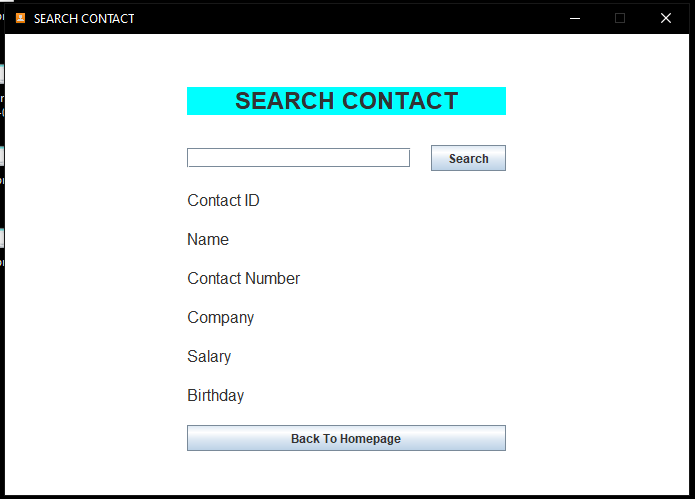 SEARCH CONTACT
SEARCH CONTACT
Search
Contact ID
Name
Contact Number
Company
Salary
Birthday
Back To Homepage